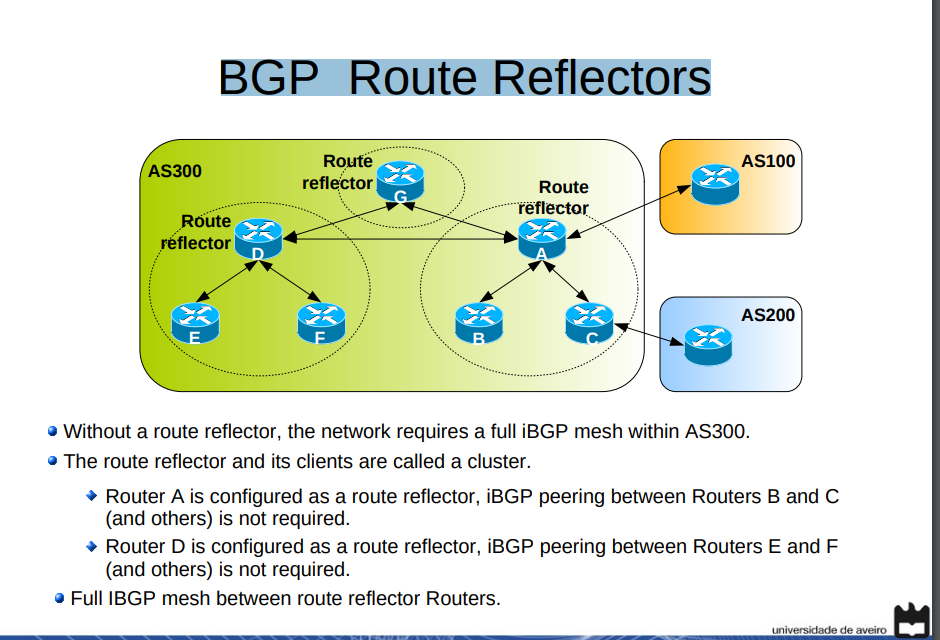 BGP Route Reflectors
AS300
Route
reflector
G
Route
reflector
AS100
Route
reflector
D
A
E
F
B
C
AS200
Without a route reflector, the network requires a full iBGP mesh within AS300.
The route reflector and its clients are called a cluster.
Router A is configured as a route reflector, iBGP peering between Routers B and C
(and others) is not required.
Router D is configured as a route reflector, iBGP peering between Routers E and F
(and others) is not required.
Full IBGP mesh between route reflector Routers.
universidade de aveiro